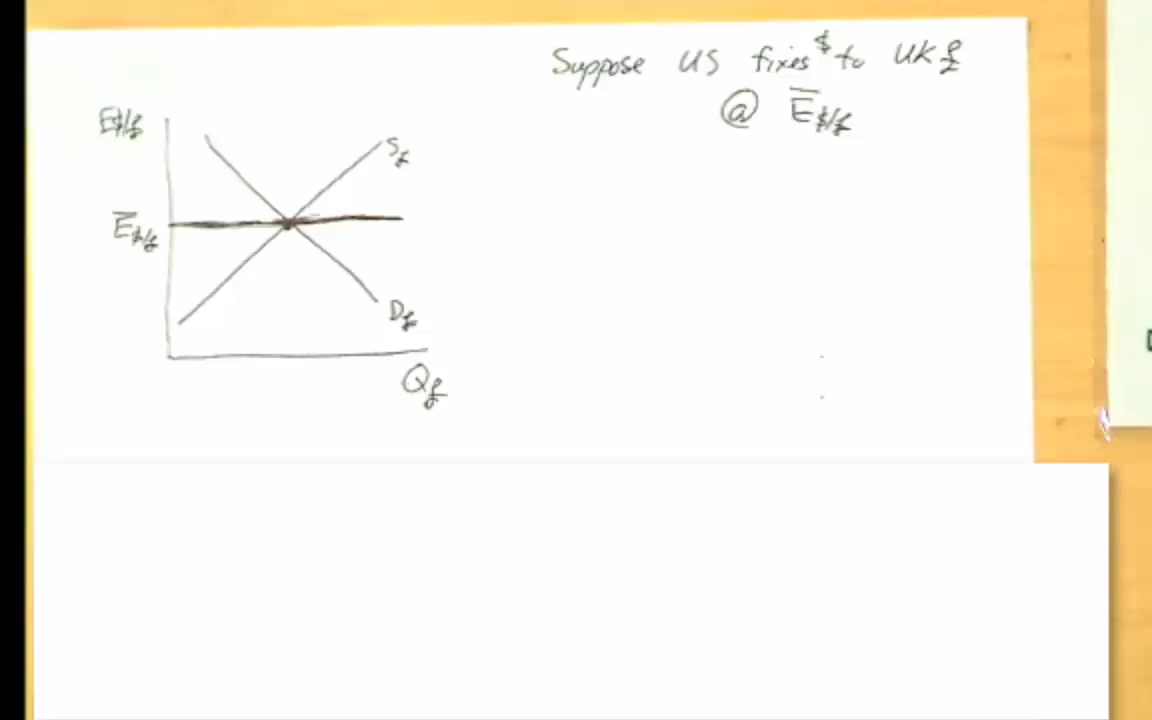 Suppose US fixes $ to UK £
@ E̅$/£
E$/£
S£
E̅$/£
D£
Q£